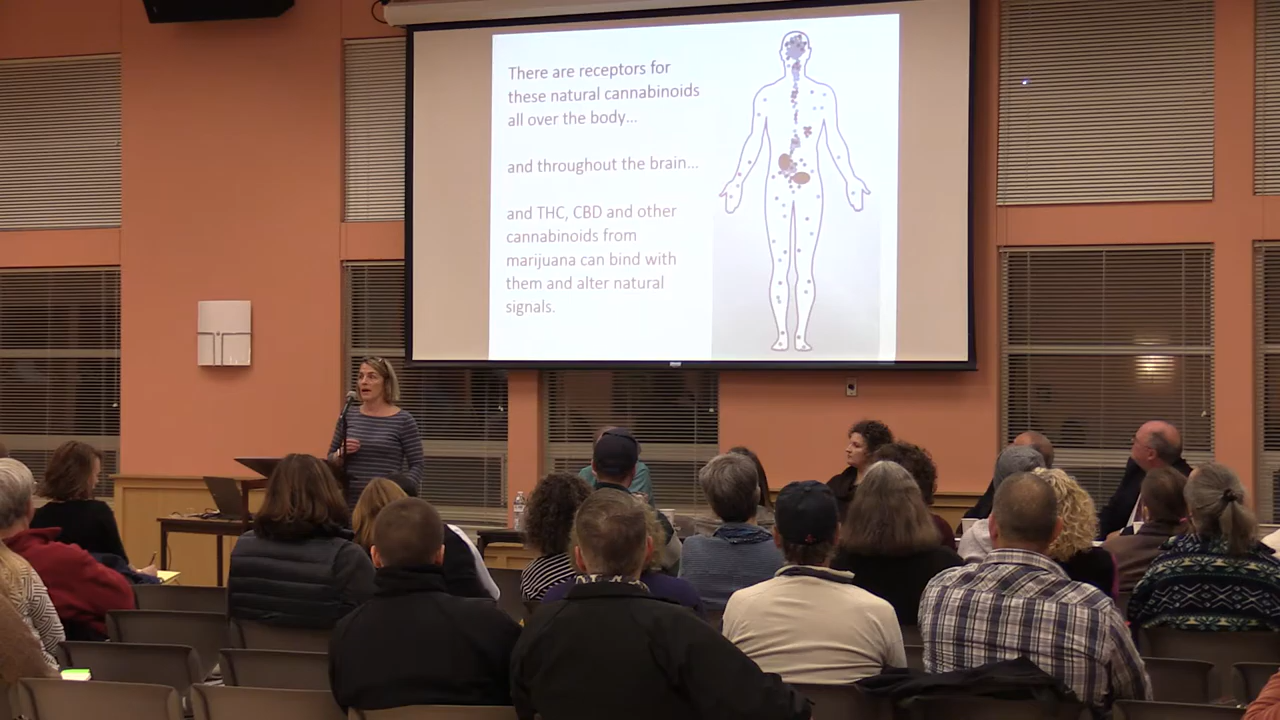 There are receptors for
these natural cannabinoids
all over the body...
and throughout the brain...
and THC, CBD and other
cannabinoids from
marijuana can bind with
them and alter natural
signals.